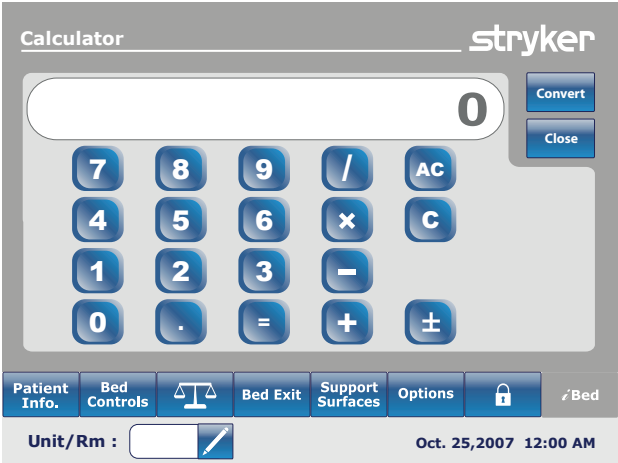 Calculator
stryker
0
Convert
Close
7 8 9 / AC
4 5 6 × C
1 2 3 −
0 . = + ±
Patient Info.
Bed Controls
Bed Exit
Support Surfaces
Options
iBed
Unit/Rm :
Oct. 25,2007 12:00 AM